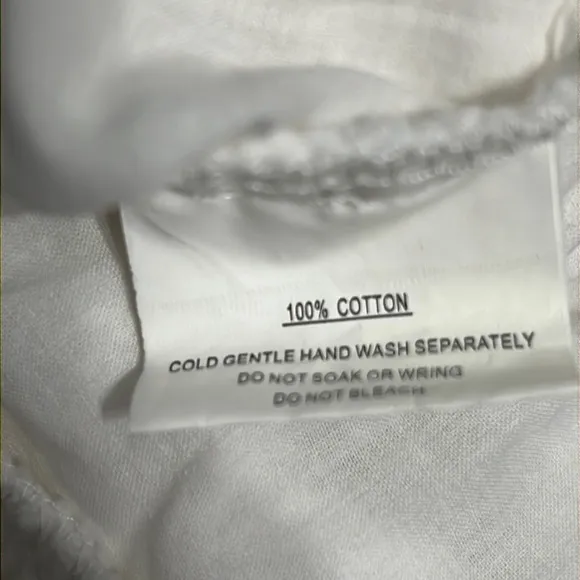 100% COTTON
COLD GENTLE HAND WASH SEPARATELY
DO NOT SOAK OR WRING
DO NOT BLEACH